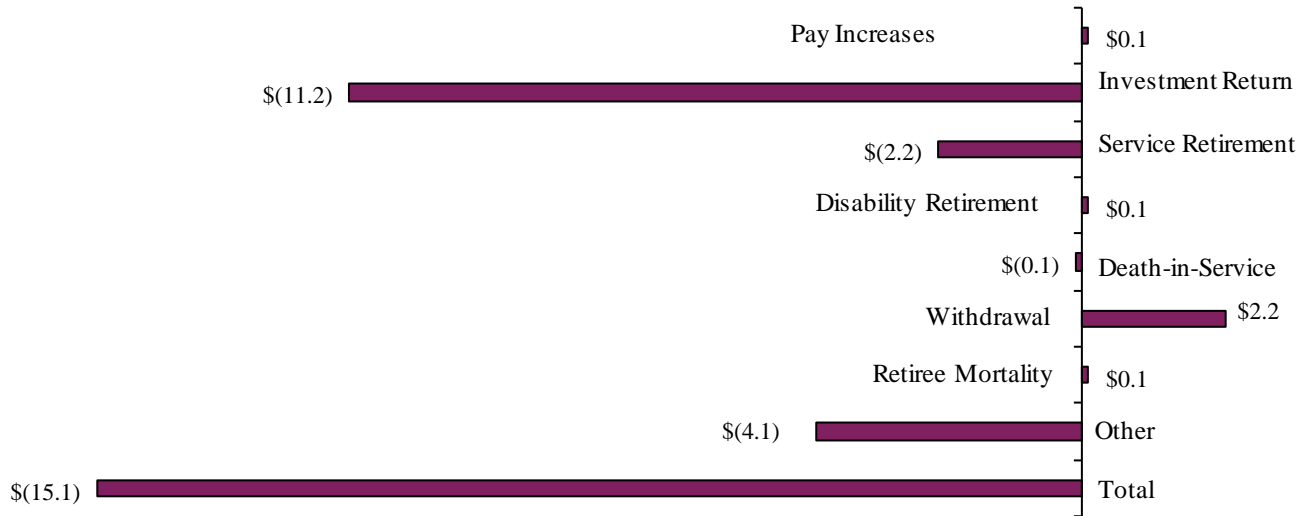 Pay Increases $0.1
$(11.2) Investment Return
$(2.2) Service Retirement
Disability Retirement $0.1
$(0.1) Death-in-Service
Withdrawal $2.2
Retiree Mortality $0.1
$(4.1) Other
$(15.1) Total